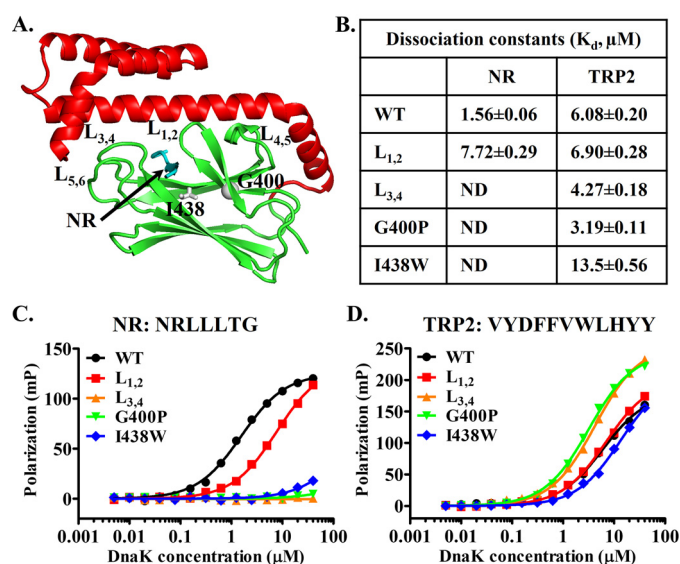 A.
L1,2
L3,4
L4,5
L5,6
G400
I438
NR
B.
Dissociation constants (Kd, μM)
NR TRP2
WT 1.56±0.06 6.08±0.20
L1,2 7.72±0.29 6.90±0.28
L3,4 ND 4.27±0.18
G400P ND 3.19±0.11
I438W ND 13.5±0.56
C.
NR: NRLLLTG
Polarization (mP)
150
100
50
0
WT
L1,2
L3,4
G400P
I438W
0.001 0.01 0.1 1 10 100
DnaK concentration (μM)
D.
TRP2: VYDFFVWLHYY
Polarization (mP)
250
200
150
100
50
0
WT
L1,2
L3,4
G400P
I438W
0.001 0.01 0.1 1 10 100
DnaK concentration (μM)